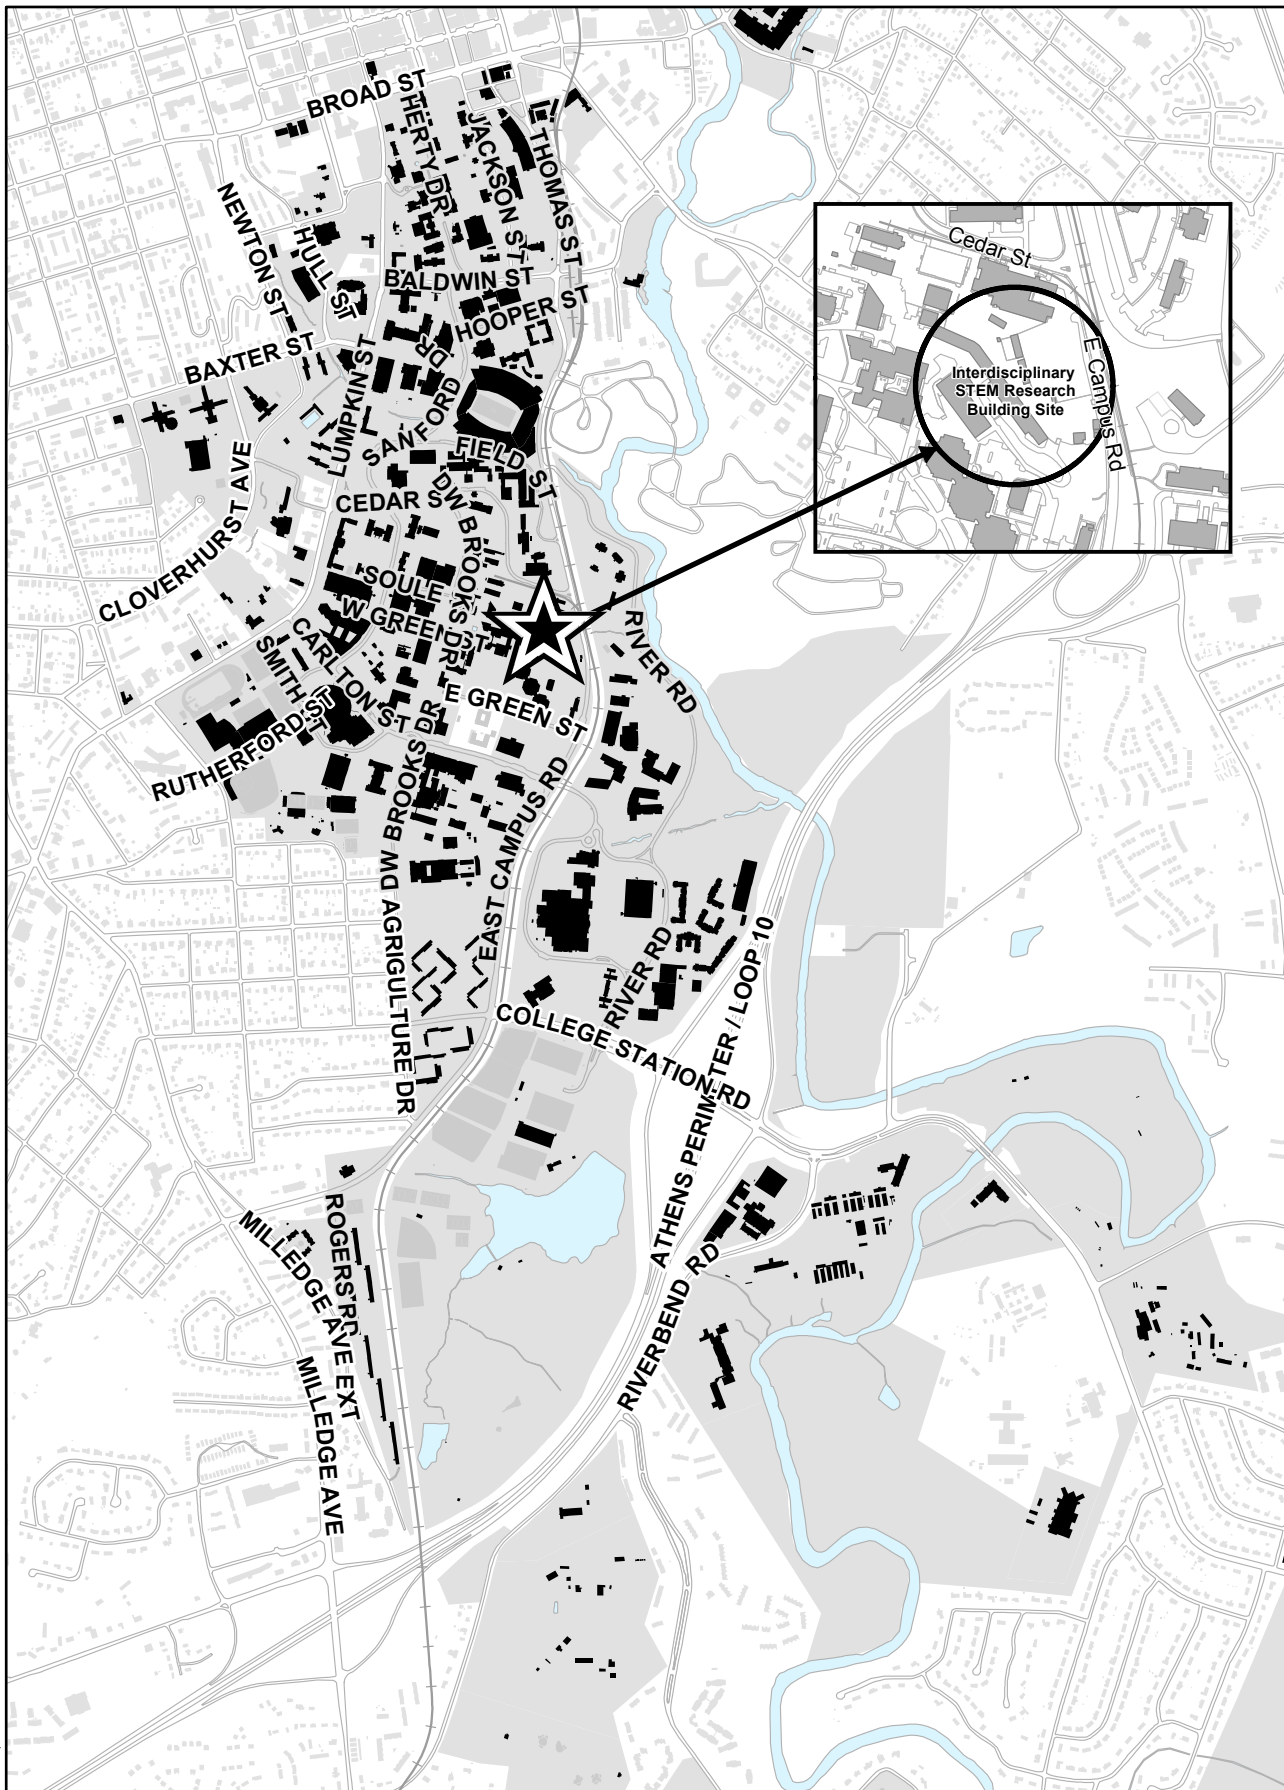 BROAD ST
HERTY DR
JACKSON ST
THOMAS ST
NEWTON ST
HULL ST
BALDWIN ST
HOOPER ST
BAXTER ST
LUMPKIN ST
SANFORD DR
FIELD ST
CLOVERHURST AVE
CEDAR S
DW BROOKS DR
SOULE
W GREEN ST
CARLTON ST
SMITH ST
RUTHERFORD ST
E GREEN ST
RIVER RD
EAST CAMPUS RD
DW BROOKS DR
AGRIGULTURE DR
RIVER RD
COLLEGE STATION RD
ATHENS PERIMETER / LOOP 10
RIVERBEND RD
ROGERS RD
MILLEDGE AVE EXT
MILLEDGE AVE
Cedar St
E Campus Rd
Interdisciplinary
STEM Research
Building Site